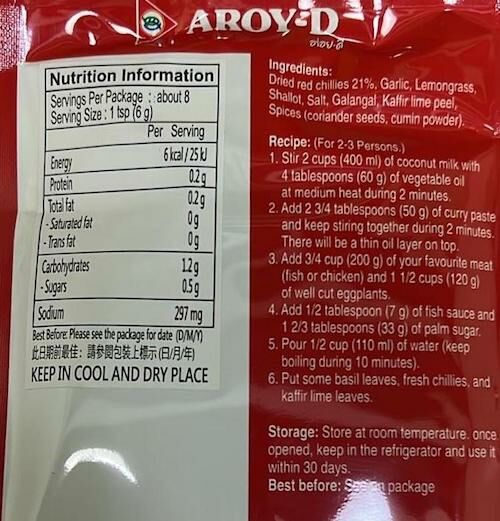 AROY-D
อร่อย-ดี
Nutrition Information
Servings Per Package : about 8
Serving Size : 1 tsp (6 g)
Per Serving
Energy 6 kcal / 25 kJ
Protein 0.2 g
Total fat 0.2 g
- Saturated fat 0 g
- Trans fat 0 g
Carbohydrates 1.2 g
- Sugars 0.5 g
Sodium 297 mg
Best Before: Please see the package for date (D/M/Y)
此日期前最佳：請參閱包裝上標示 (日/月/年)
KEEP IN COOL AND DRY PLACE
Ingredients:
Dried red chillies 21%, Garlic, Lemongrass,
Shallot, Salt, Galangal, Kaffir lime peel,
Spices (coriander seeds, cumin powder).
Recipe: (For 2-3 Persons.)
1. Stir 2 cups (400 ml) of coconut milk with
4 tablespoons (60 g) of vegetable oil
at medium heat during 2 minutes.
2. Add 2 3/4 tablespoons (50 g) of curry paste
and keep stiring together during 2 minutes.
There will be a thin oil layer on top.
3. Add 3/4 cup (200 g) of your favourite meat
(fish or chicken) and 1 1/2 cups (120 g)
of well cut eggplants.
4. Add 1/2 tablespoon (7 g) of fish sauce and
1 2/3 tablespoons (33 g) of palm sugar.
5. Pour 1/2 cup (110 ml) of water (keep
boiling during 10 minutes).
6. Put some basil leaves, fresh chillies, and
kaffir lime leaves.
Storage: Store at room temperature. once
opened, keep in the refrigerator and use it
within 30 days.
Best before: package